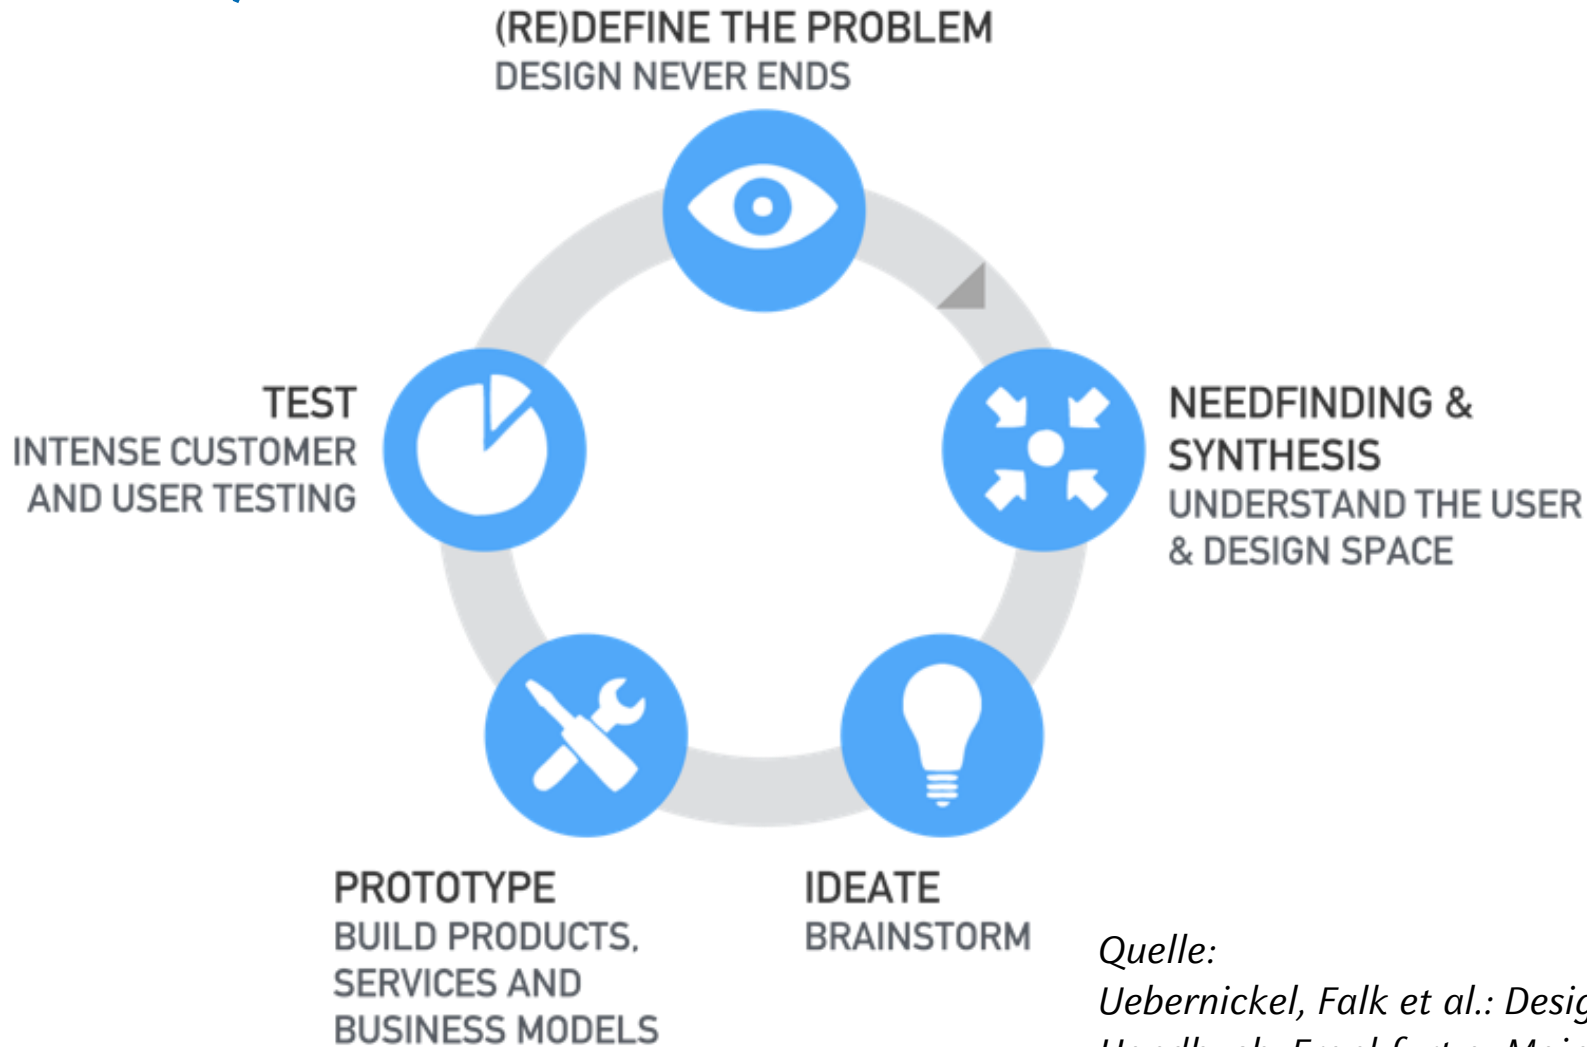 (RE)DEFINE THE PROBLEM
DESIGN NEVER ENDS
TEST
INTENSE CUSTOMER
AND USER TESTING
NEEDFINDING &
SYNTHESIS
UNDERSTAND THE USER
& DESIGN SPACE
PROTOTYPE
BUILD PRODUCTS,
SERVICES AND
BUSINESS MODELS
IDEATE
BRAINSTORM
Quelle:
Uebernickel, Falk et al.: Desig